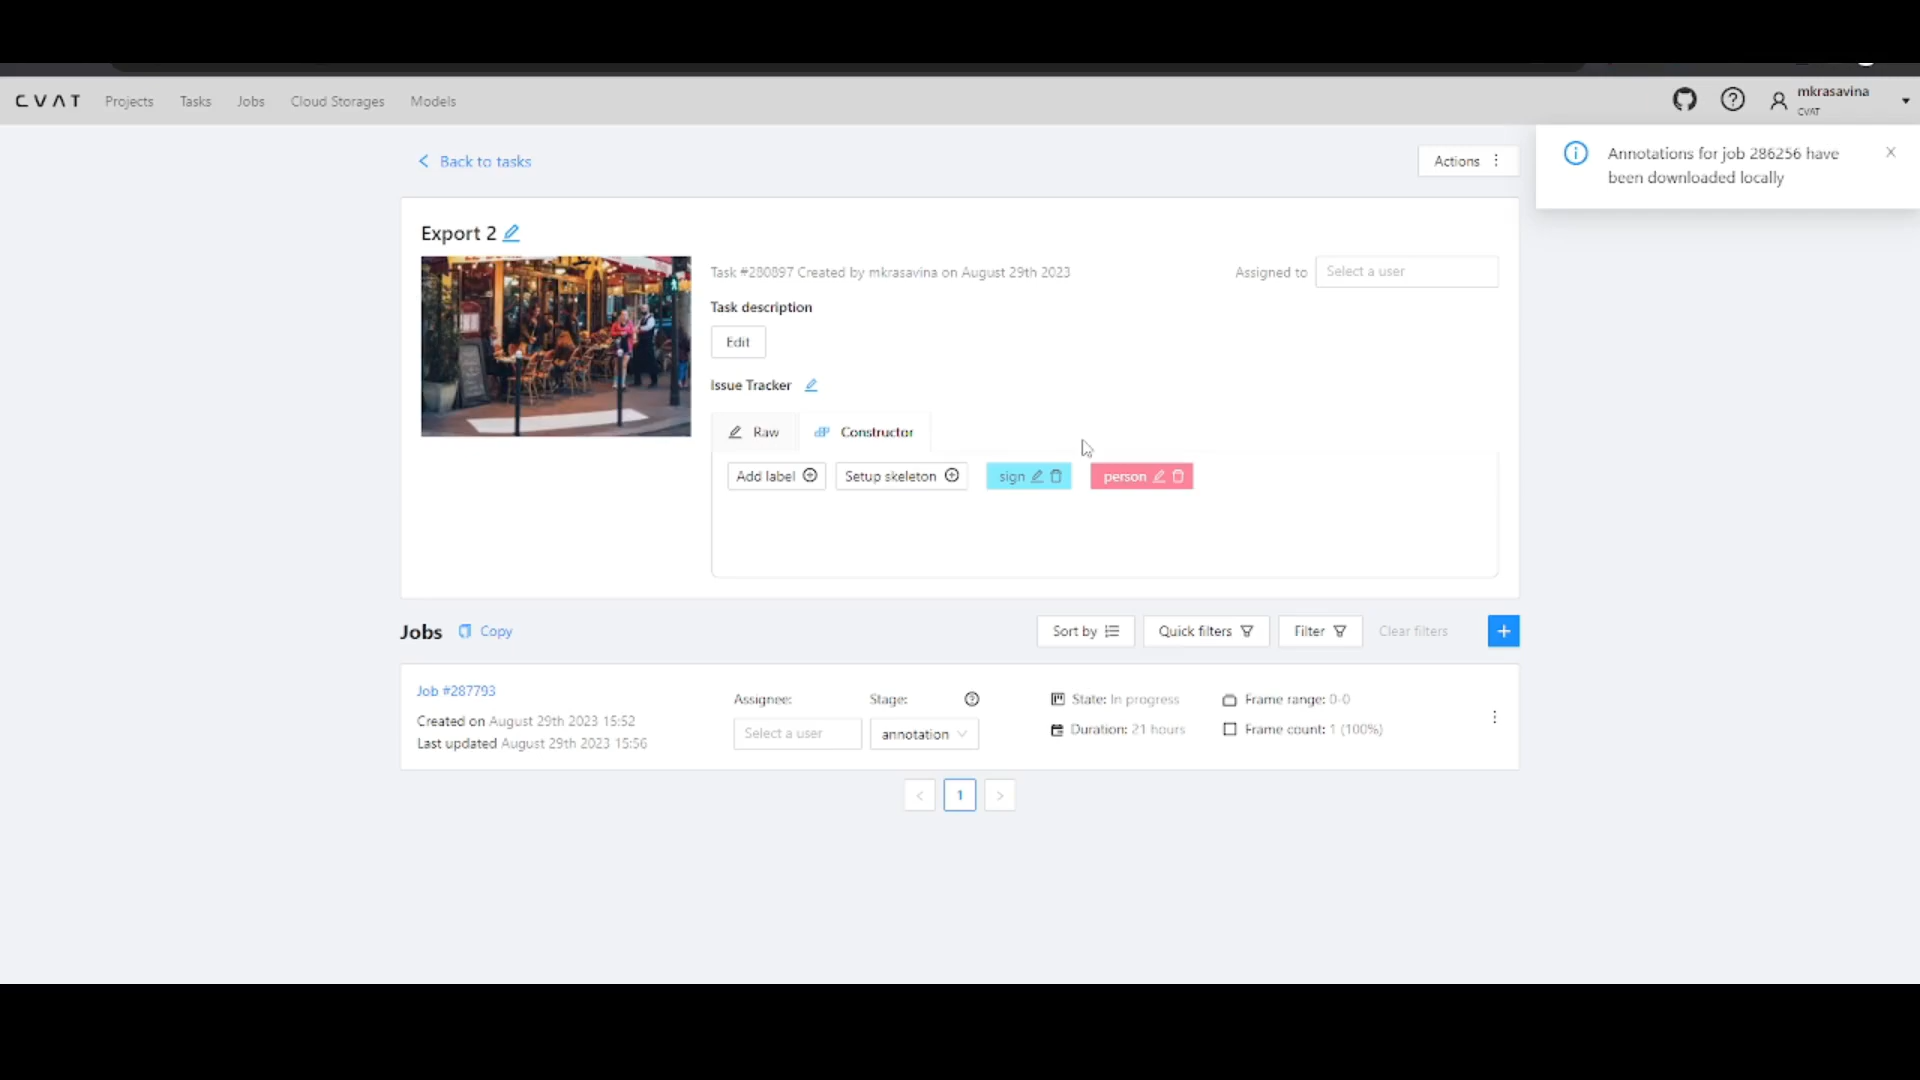 CVAT Projects Tasks Jobs Cloud Storages Models mkrasavina
CVAT
Back to tasks Actions
Annotations for job 286256 have
been downloaded locally
Export 2
Task #280897 Created by mkrasavina on August 29th 2023 Assigned to Select a user
Task description
Edit
Issue Tracker
Raw Constructor
Add label Setup skeleton sign person
Jobs Copy Sort by Quick filters Filter Clear filters +
Job #287793
Created on August 29th 2023 15:52
Last updated August 29th 2023 15:56
Assignee: Stage:
Select a user annotation
State: In progress Frame range: 0-0
Duration: 21 hours Frame count: 1 (100%)
< 1 >